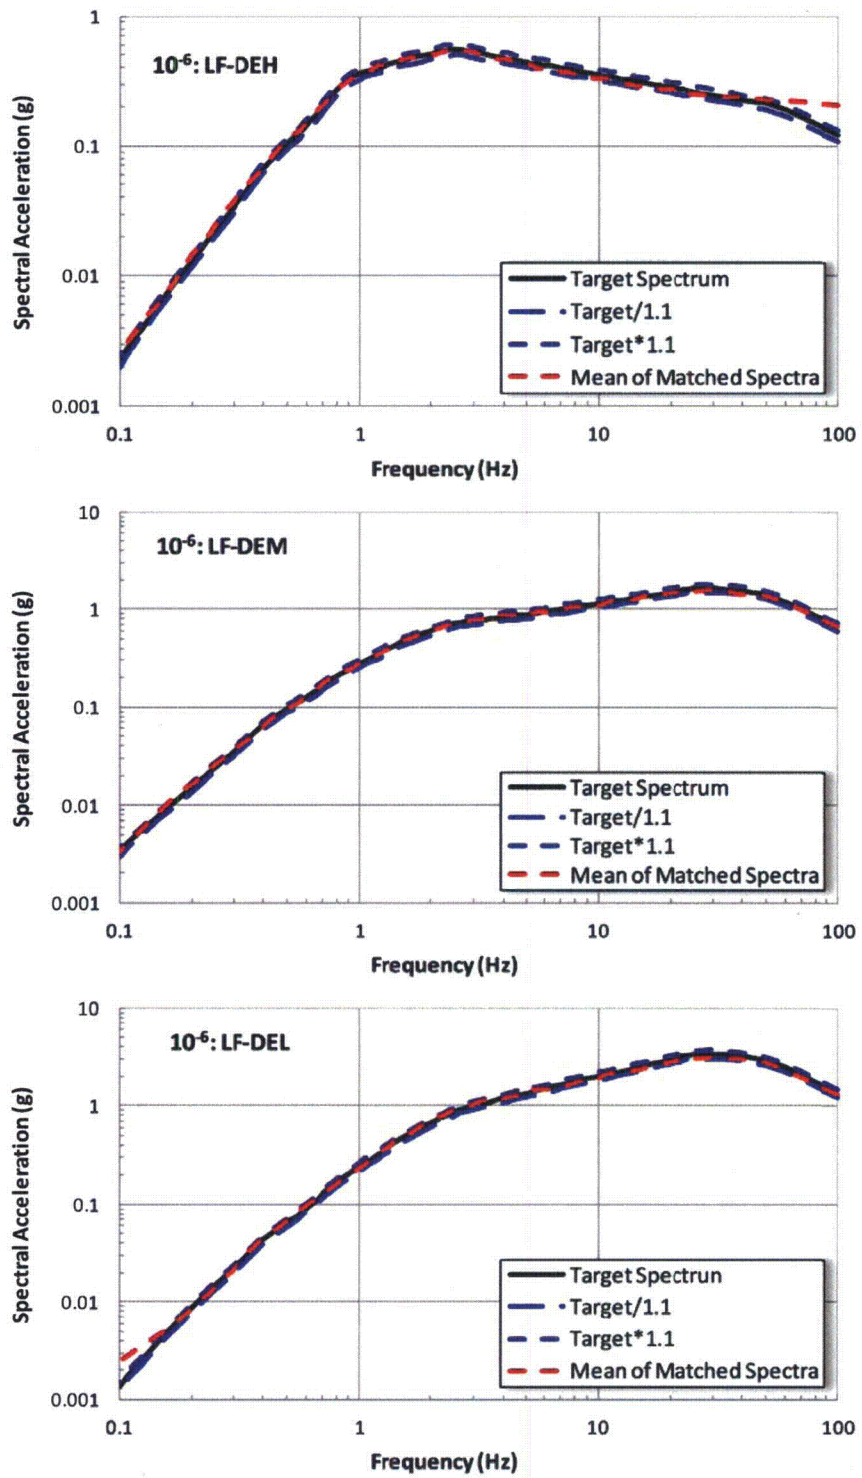 1
0.1
0.01
0.001
Spectral Acceleration (g)
10-6: LF-DEH
Target Spectrum
Target/1.1
Target*1.1
Mean of Matched Spectra
0.1 1 10 100
Frequency (Hz)
10
1
0.1
0.01
0.001
Spectral Acceleration (g)
10-6: LF-DEM
Target Spectrum
Target/1.1
Target*1.1
Mean of Matched Spectra
0.1 1 10 100
Frequency (Hz)
10
1
0.1
0.01
0.001
Spectral Acceleration (g)
10-6: LF-DEL
Target Spectrun
Target/1.1
Target*1.1
Mean of Matched Spectra
0.1 1 10 100
Frequency (Hz)